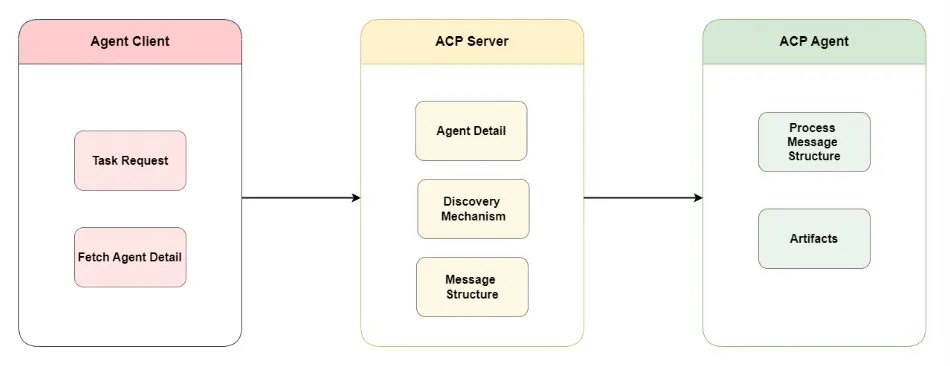 Agent Client
Task Request
Fetch Agent Detail
ACP Server
Agent Detail
Discovery
Mechanism
Message
Structure
ACP Agent
Process
Message
Structure
Artifacts